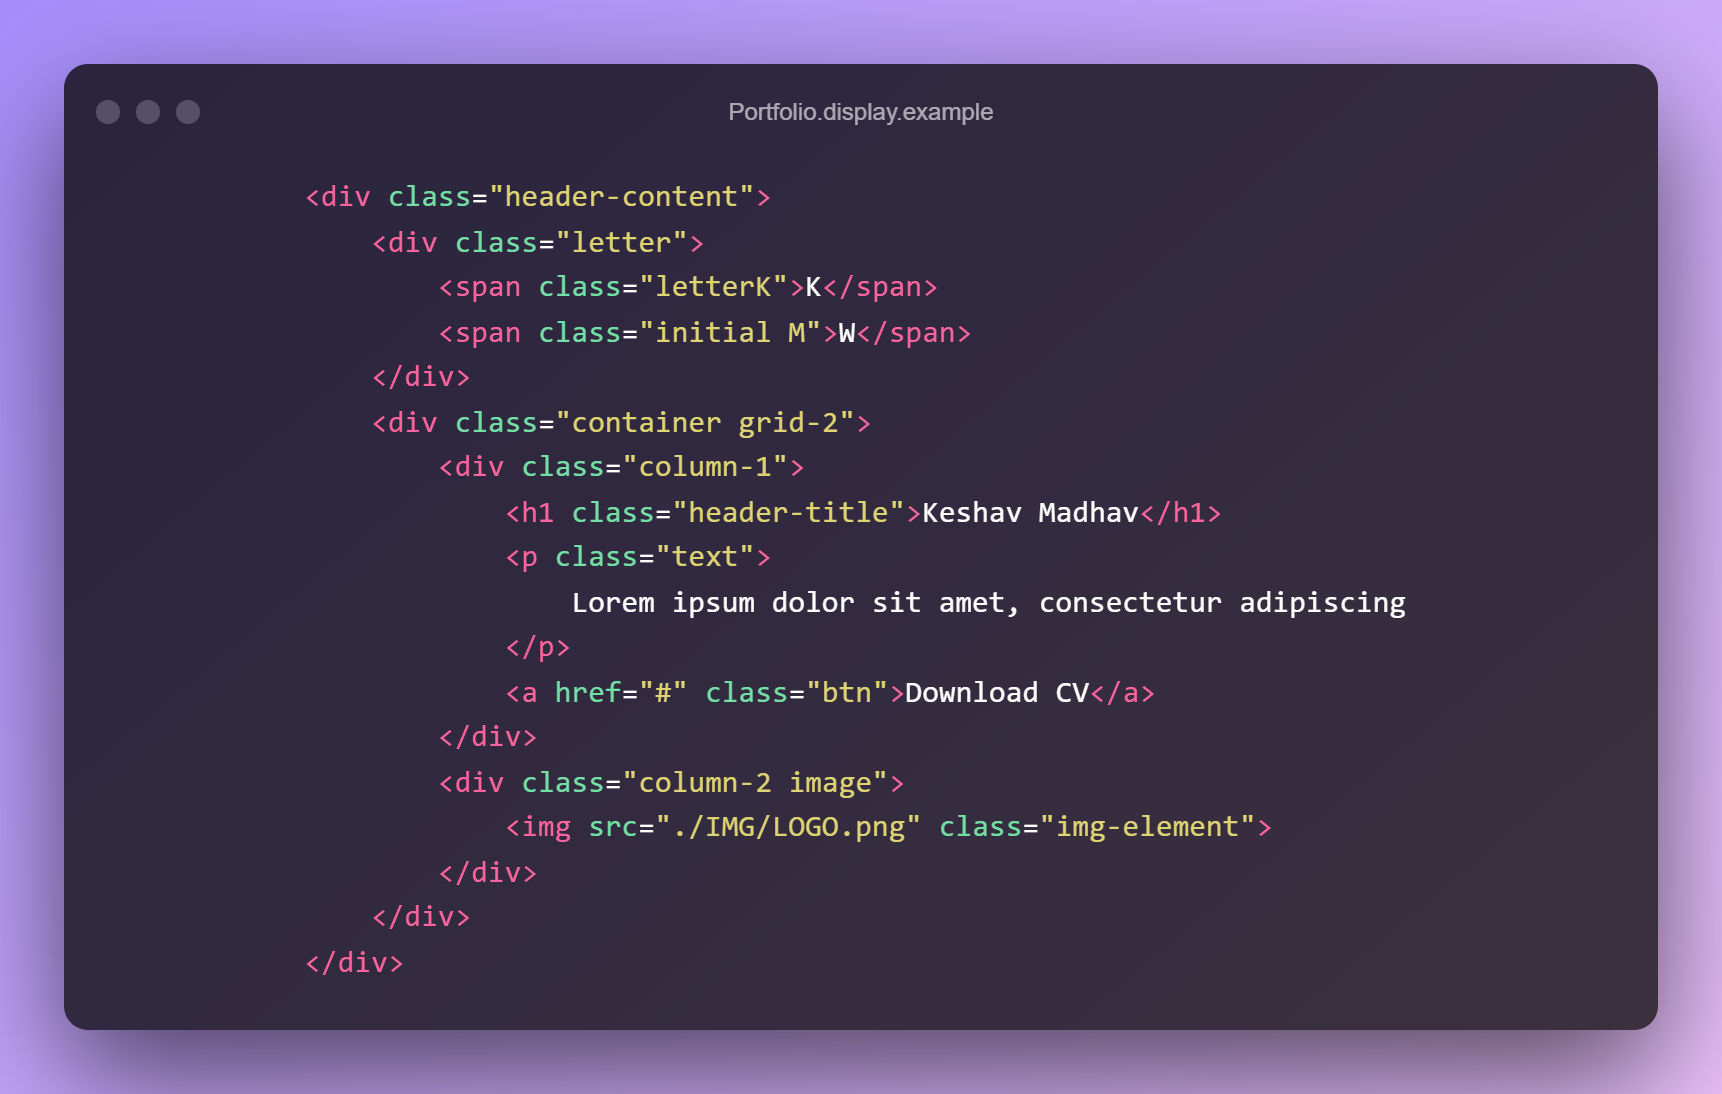 Portfolio.display.example
<div class="header-content">
    <div class="letter">
        <span class="letterK">K</span>
        <span class="initial M">W</span>
    </div>
    <div class="container grid-2">
        <div class="column-1">
            <h1 class="header-title">Keshav Madhav</h1>
            <p class="text">
                Lorem ipsum dolor sit amet, consectetur adipiscing
            </p>
            <a href="#" class="btn">Download CV</a>
        </div>
        <div class="column-2 image">
            <img src="./IMG/LOGO.png" class="img-element">
        </div>
    </div>
</div>